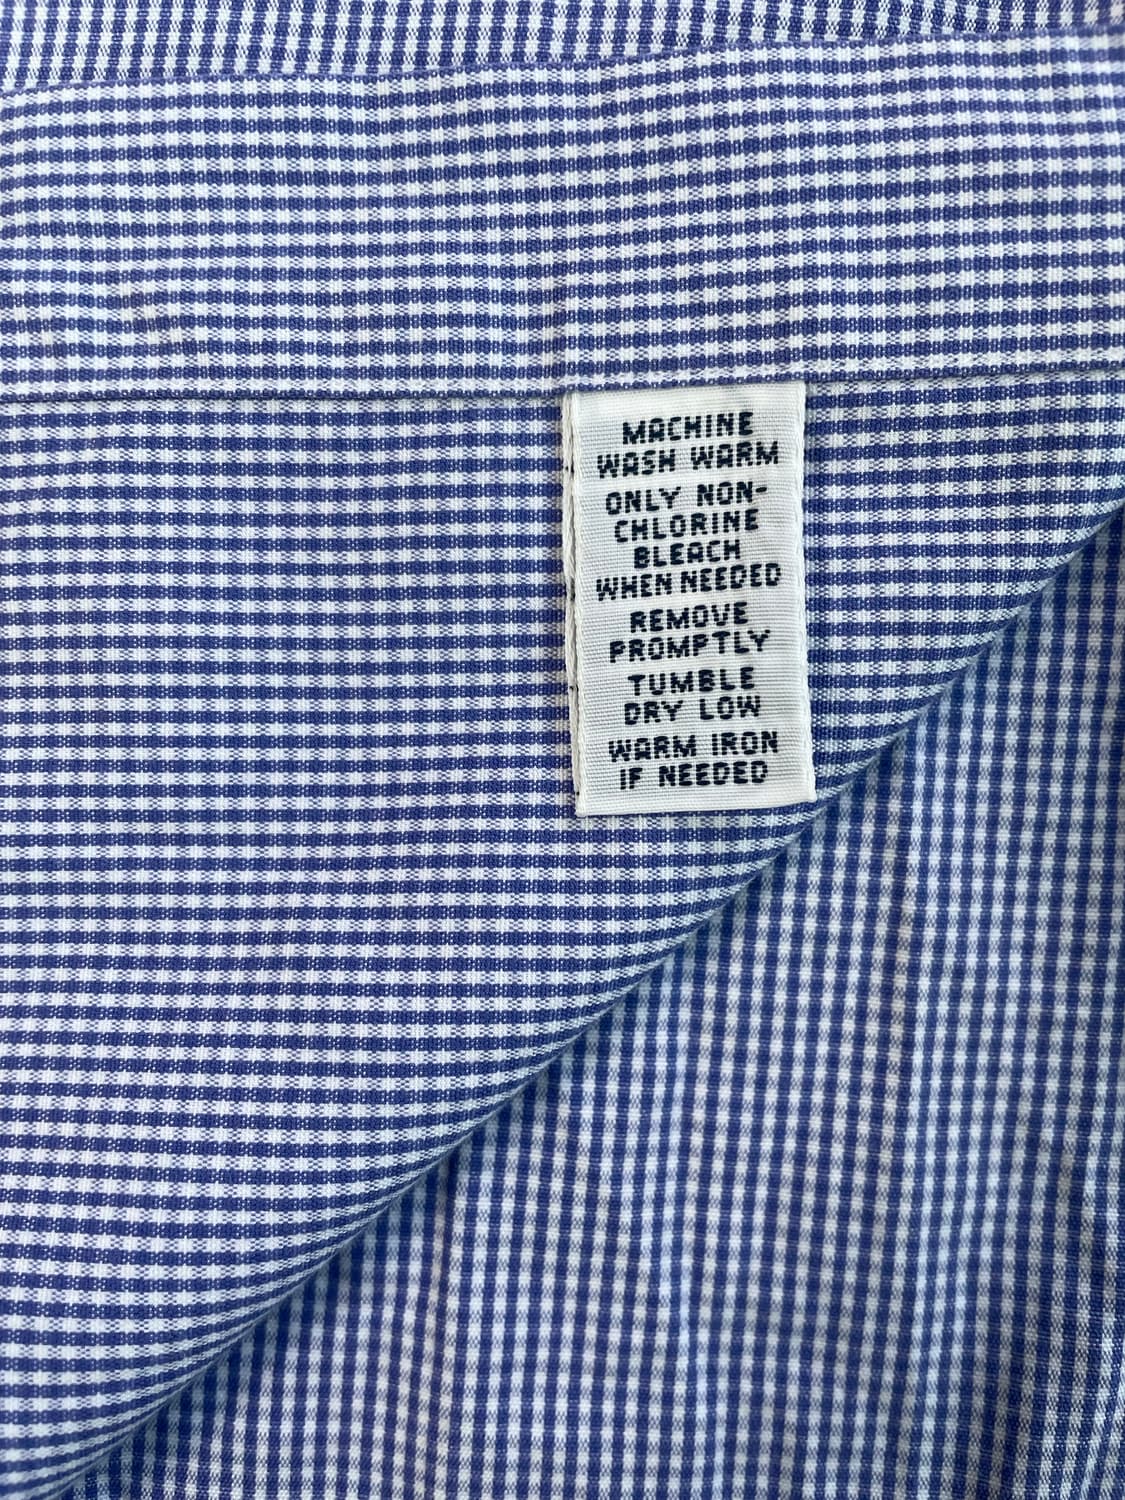 MACHINE
WASH WARM
ONLY NON-
CHLORINE
BLEACH
WHEN NEEDED
REMOVE
PROMPTLY
TUMBLE
DRY LOW
WARM IRON
IF NEEDED